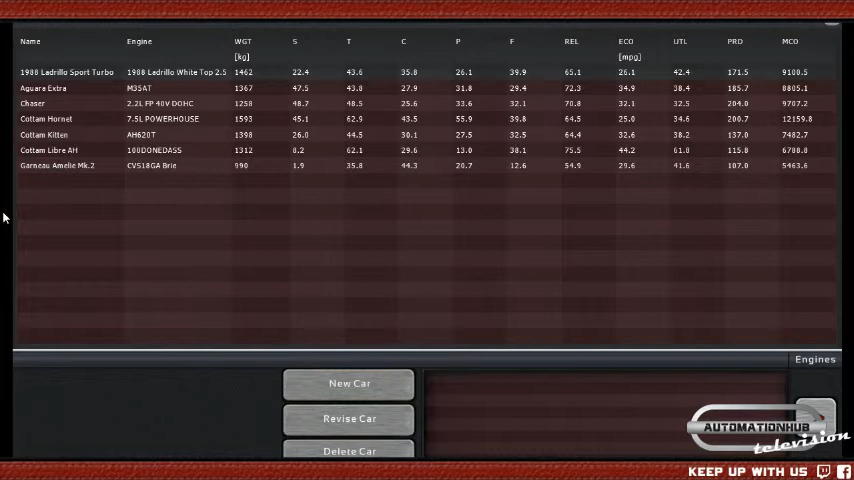 Name Engine WGT S T C P F REL ECO UTL PRD MCO
[kg] [mpg]
1988 Ladrillo Sport Turbo 1988 Ladrillo White Top 2.5 1462 22.4 43.6 35.8 26.1 39.9 65.1 26.1 42.4 171.5 9100.5
Aguara Extra M35AT 1367 47.5 43.8 27.9 31.8 29.4 72.3 34.9 38.4 185.7 8805.1
Chaser 2.2L FP 40V DOHC 1258 48.7 48.5 25.6 33.6 32.1 70.8 32.1 32.5 204.0 9707.2
Cottam Hornet 7.5L POWERHOUSE 1593 45.1 62.9 43.5 55.9 39.8 64.5 25.0 34.6 200.7 12159.8
Cottam Kitten AH620T 1398 26.0 44.5 30.1 27.5 32.5 64.4 32.6 38.2 137.0 7482.7
Cottam Libre AH 100DONEDASS 1312 8.2 62.1 29.6 13.0 38.1 75.5 44.2 61.8 115.8 6788.8
Garneau Amelie Mk.2 CVS18GA Brie 990 1.9 35.8 44.3 20.7 12.6 54.9 29.6 41.6 107.0 5463.6
Engines
New Car
Revise Car
Delete Car
AUTOMATIONHUB
television
KEEP UP WITH US